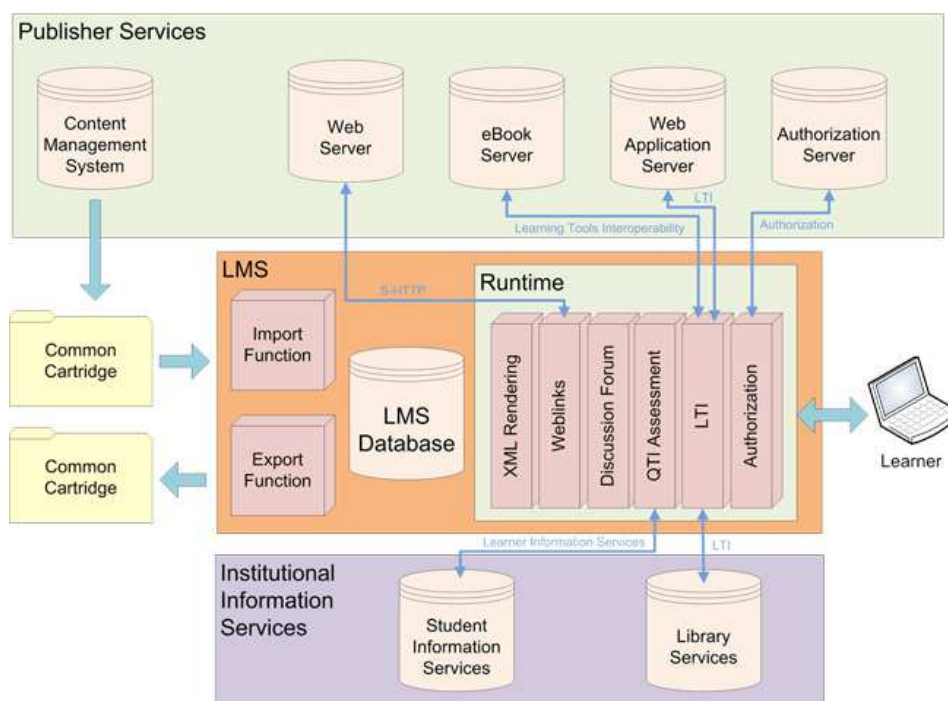 Publisher Services
Content
Management
System
Web
Server
eBook
Server
Web
Application
Server
Authorization
Server
LTI
Learning Tools Interoperability
Authorization
LMS
Runtime
S-HTTP
Common
Cartridge
Import
Function
LMS
Database
XML Rendering
Weblinks
Discussion Forum
QTI Assessment
LTI
Authorization
Learner
Common
Cartridge
Export
Function
Learner Information Services
LTI
Institutional
Information
Services
Student
Information
Services
Library
Services